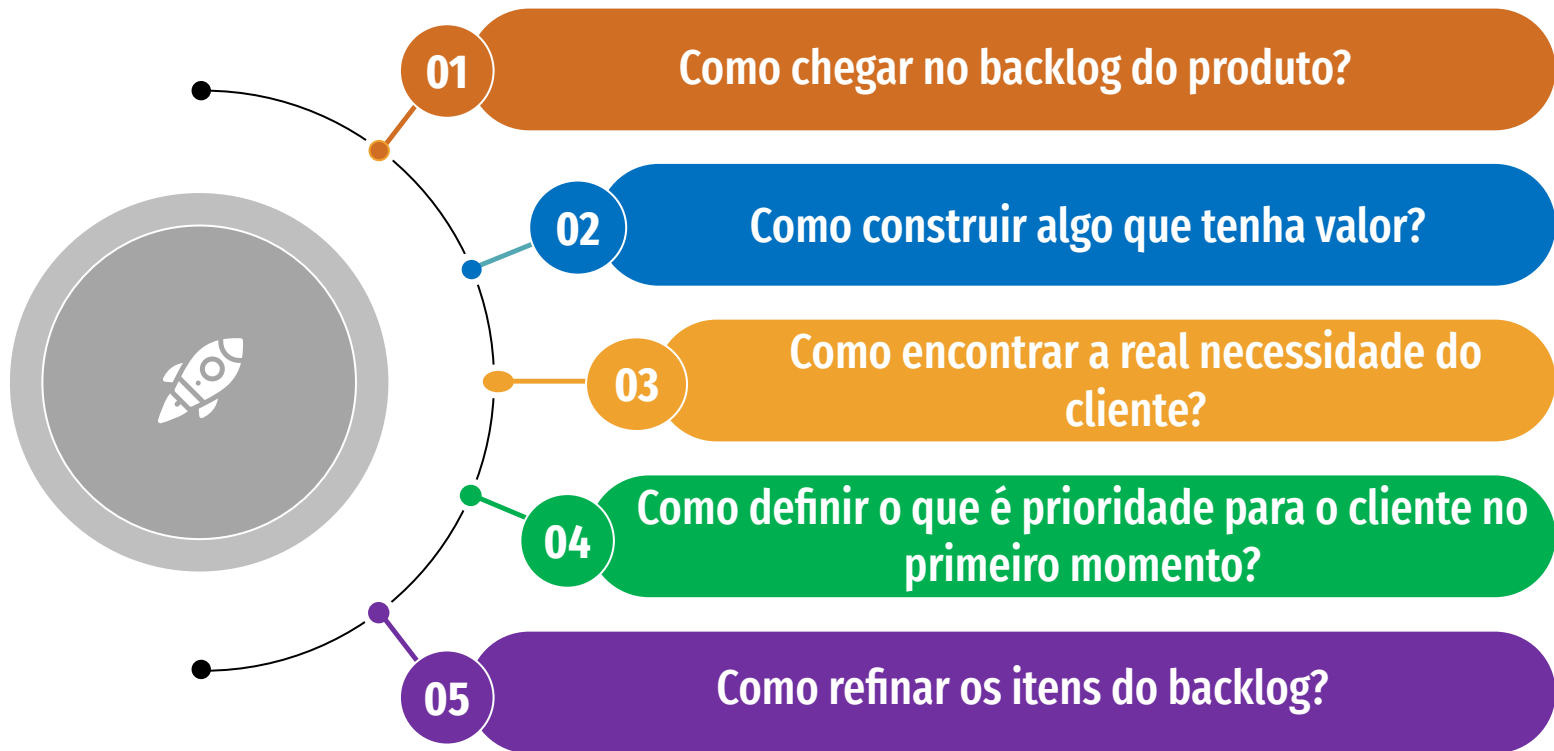 01
Como chegar no backlog do produto?
02
Como construir algo que tenha valor?
03
Como encontrar a real necessidade do
cliente?
04
Como definir o que é prioridade para o cliente no
primeiro momento?
05
Como refinar os itens do backlog?